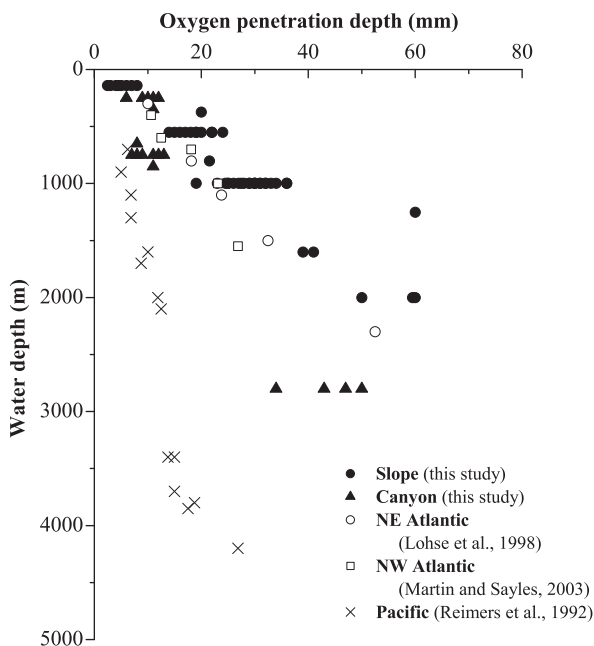 Oxygen penetration depth (mm)
0 20 40 60 80
0
1000
2000
3000
4000
5000
Water depth (m)
Slope (this study)
Canyon (this study)
NE Atlantic
(Lohse et al., 1998)
NW Atlantic
(Martin and Sayles, 2003)
Pacific (Reimers et al., 1992)